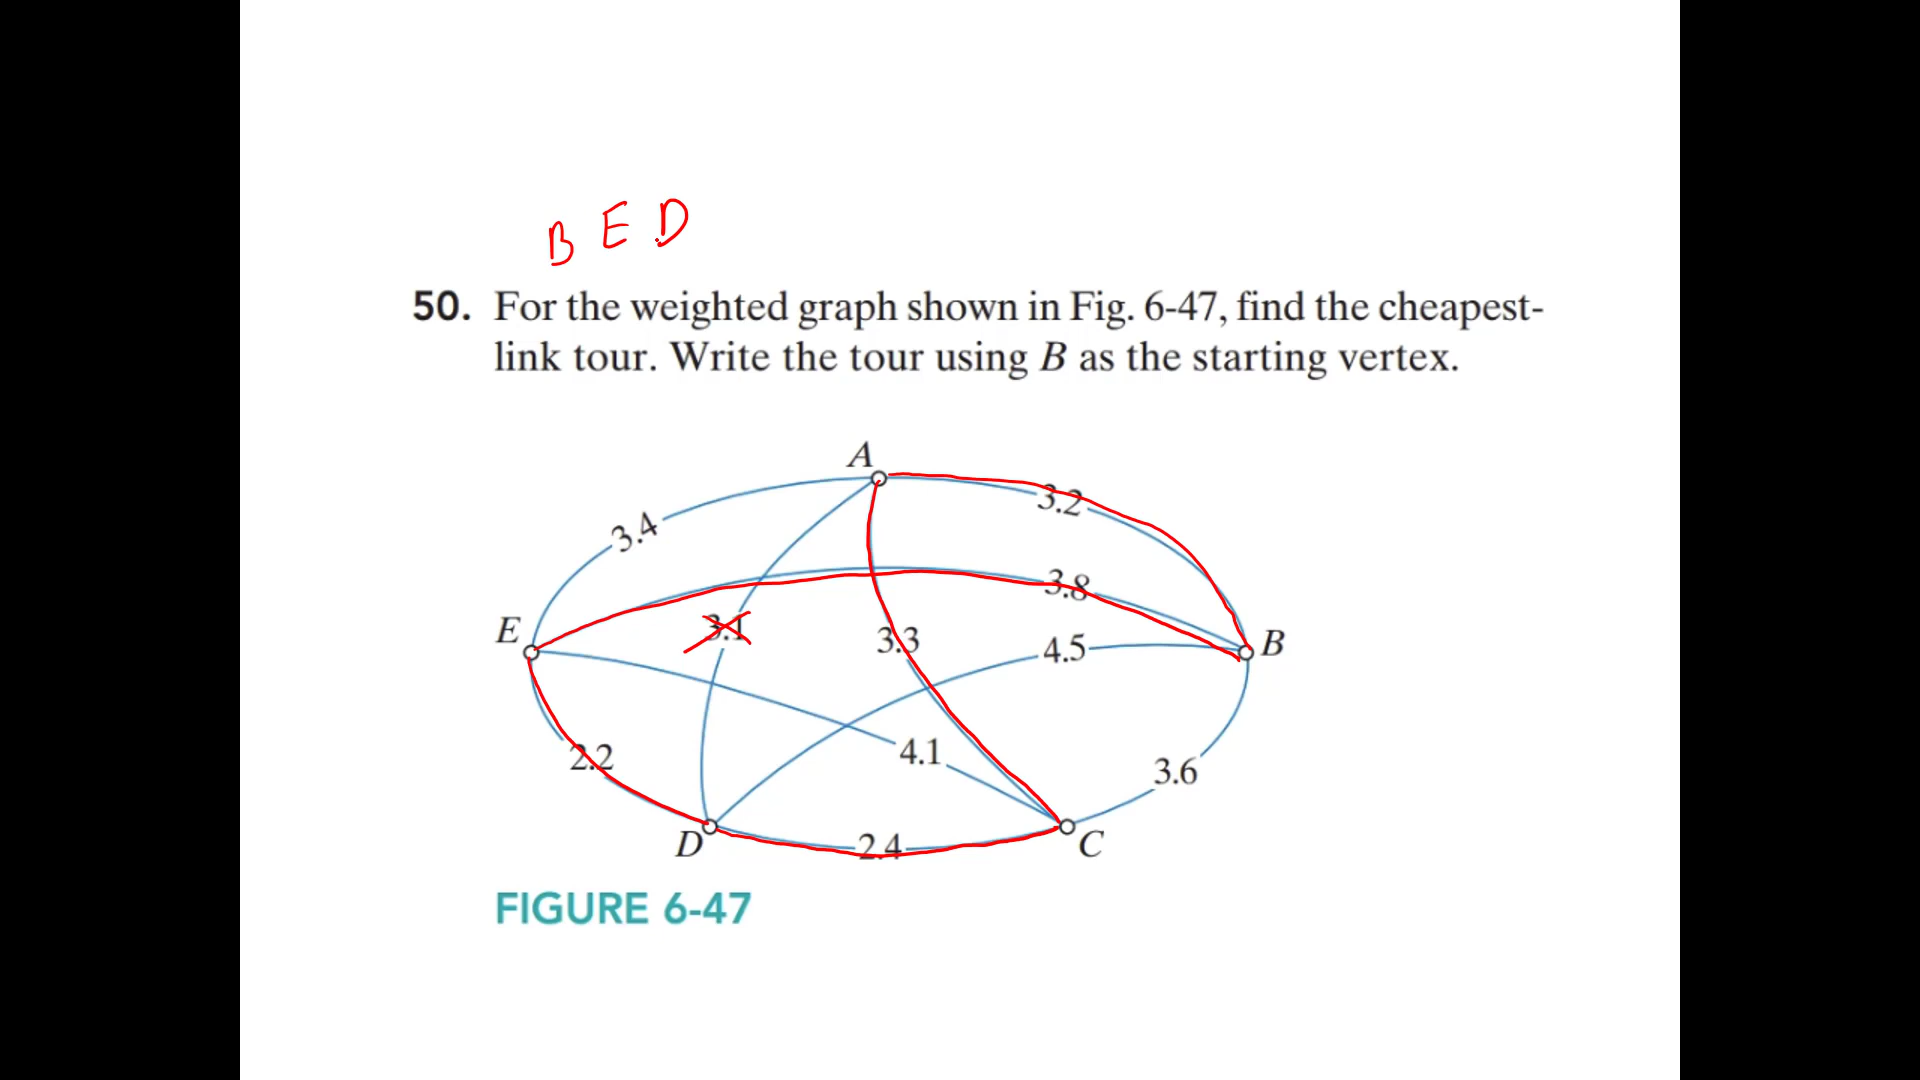 B E D
50. For the weighted graph shown in Fig. 6-47, find the cheapest-
link tour. Write the tour using B as the starting vertex.
A
3.4
3.2
3.8
E
3.1
3.3
4.5
B
2.2
4.1
3.6
D
2.4
C
FIGURE 6-47